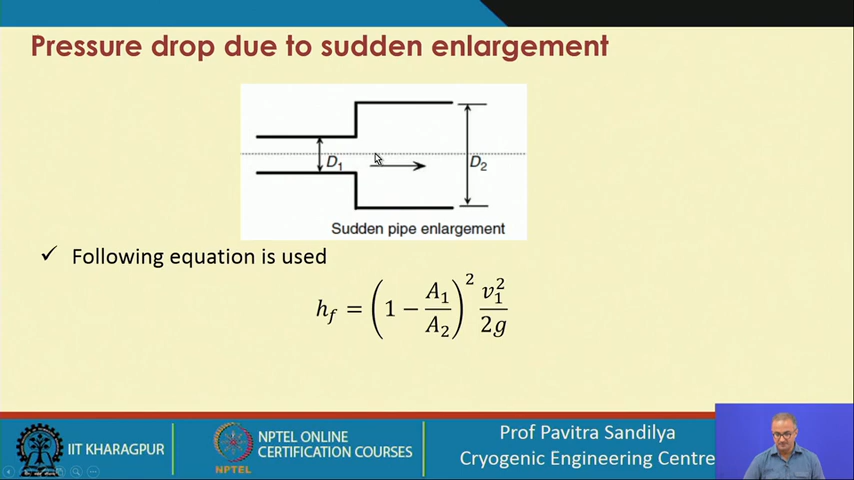 Pressure drop due to sudden enlargement
D₁
D₂
Sudden pipe enlargement
✓ Following equation is used
h_f = (1 − A₁/A₂)² v₁²/2g
IIT KHARAGPUR
NPTEL
NPTEL ONLINE
CERTIFICATION COURSES
Prof Pavitra Sandilya
Cryogenic Engineering Centre